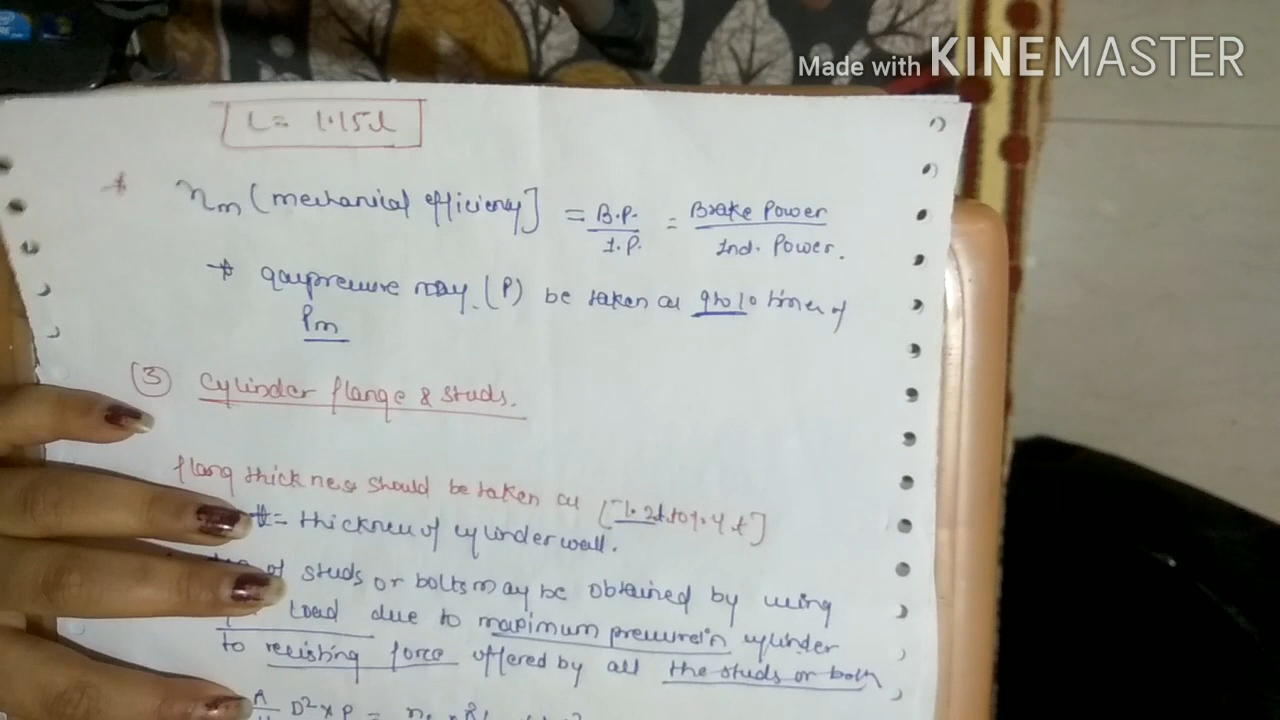 Made with KINEMASTER
L = 1.15l
* ηm (mechanical efficiency] = B.P. / I.P. = Brake Power / Ind. Power.
* gas pressure may (P) be taken as 9 to 10 times of
Pm
(3) Cylinder flange & studs.
flang thickness should be taken as [1.2t to 1.4t]
t = thickness of cylinder wall.
of studs or bolts may be obtained by using
Load due to maximum pressure in cylinder
to resisting force offered by all the studs or bolts
D² × P =